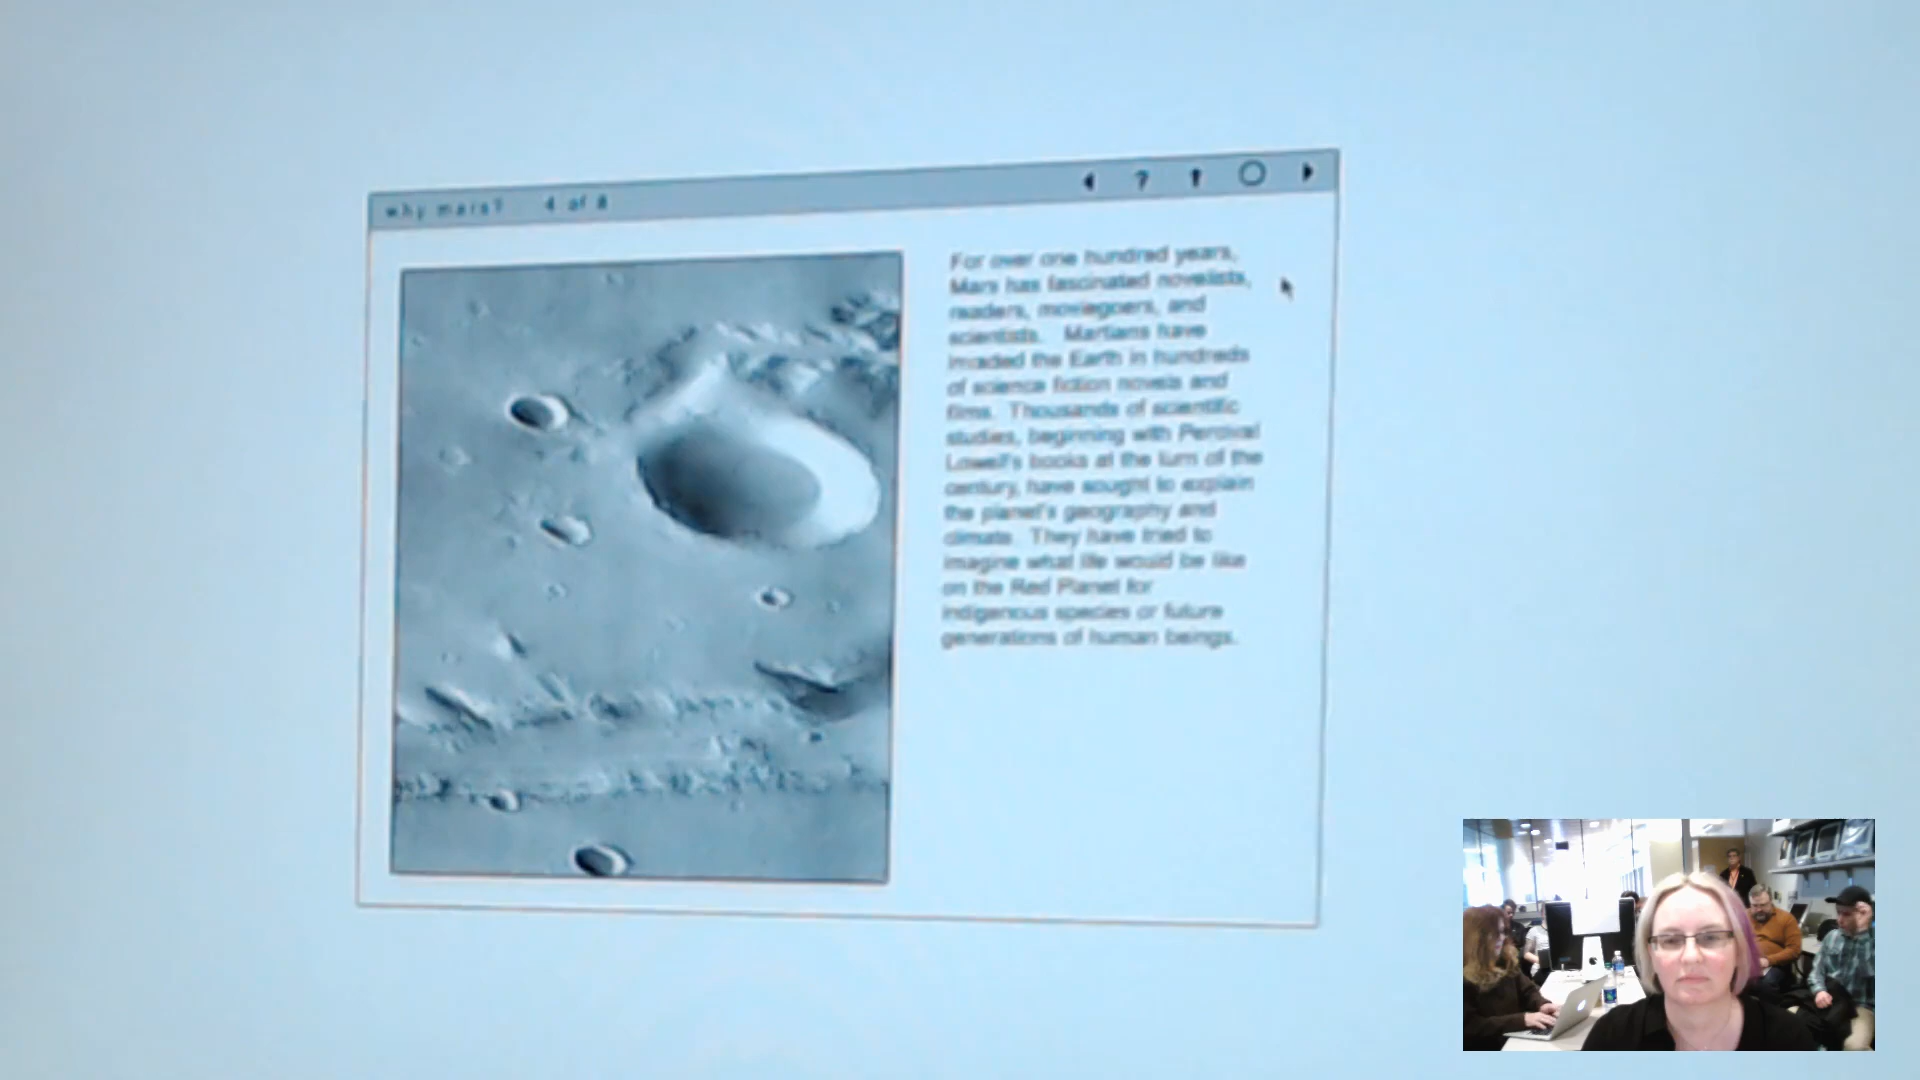 why mars? 4 of 8 ?
For over one hundred years,
Mars has fascinated novelists,
readers, moviegoers, and
scientists. Martians have
invaded the Earth in hundreds
of science fiction novels and
films. Thousands of scientific
studies, beginning with Percival
Lowell's books at the turn of the
century, have sought to explain
the planet's geography and
climate. They have tried to
imagine what life would be like
on the Red Planet for
indigenous species or future
generations of human beings.